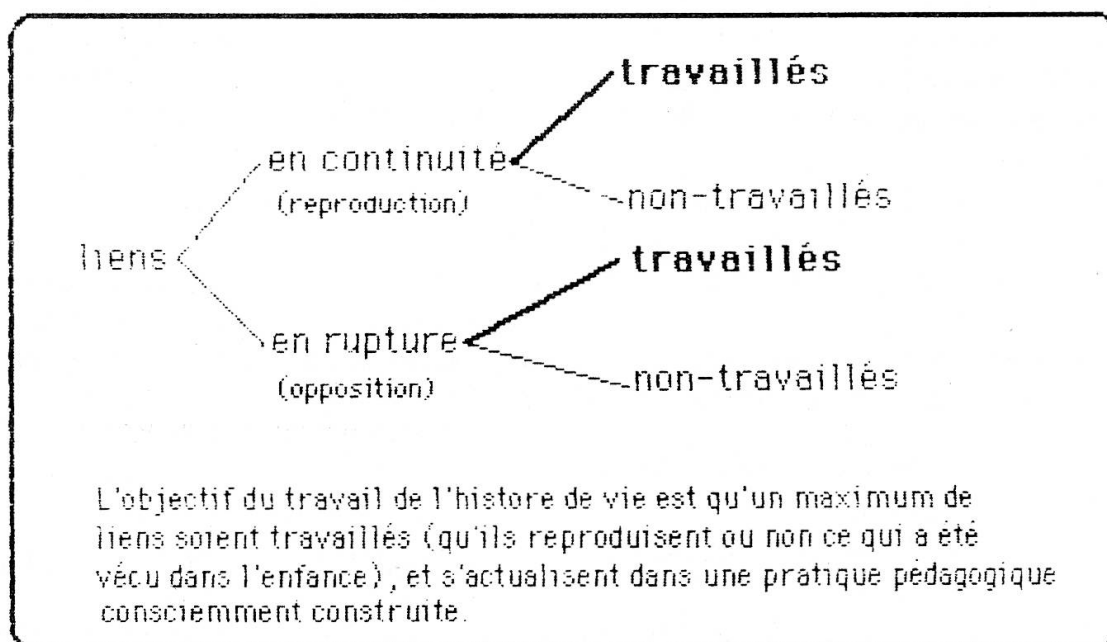 travaillés
en continuité
(reproduction)
non-travaillés
liens
travaillés
en rupture
(opposition)
non-travaillés
L'objectif du travail de l'histore de vie est qu'un maximum de
liens soient travaillés (qu'ils reproduisent ou non ce qui a été
vécu dans l'enfance), et s'actualisent dans une pratique pédagogique
consciemment construite.